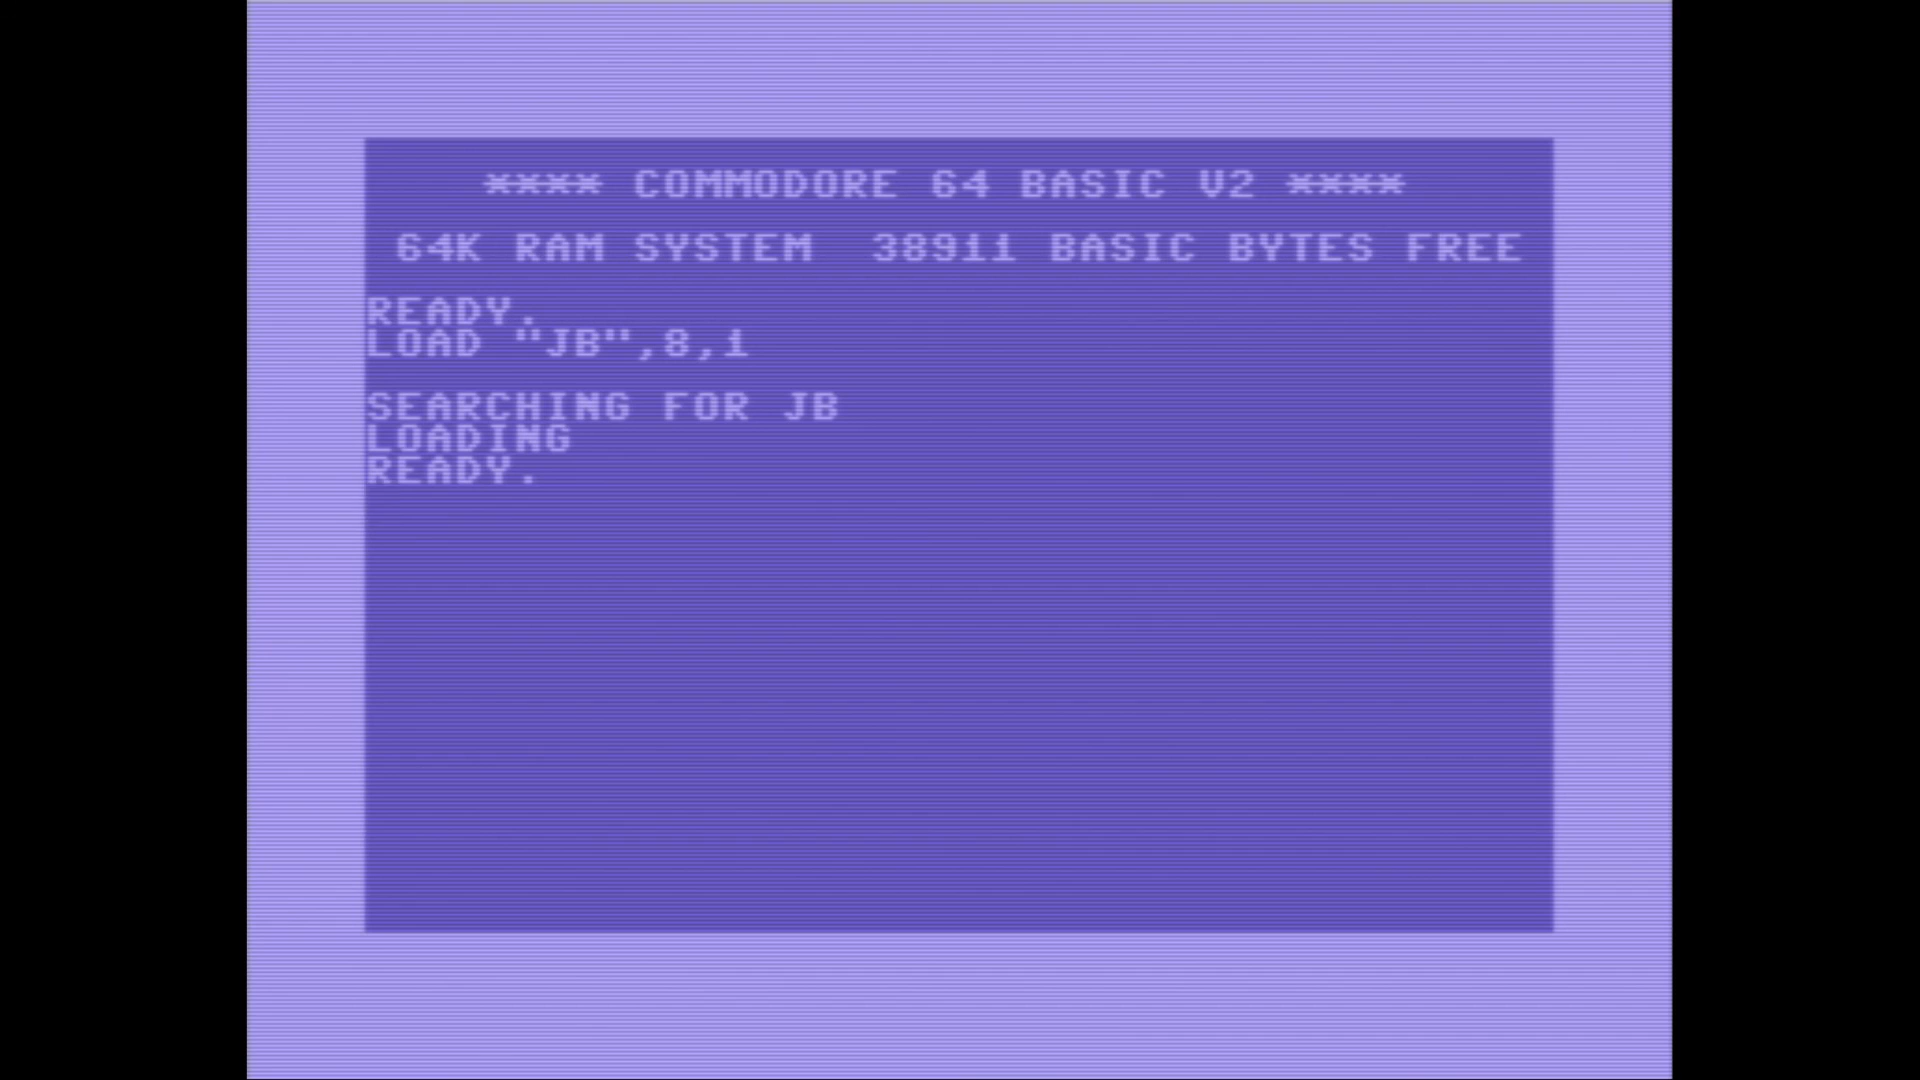 **** COMMODORE 64 BASIC V2 ****
64K RAM SYSTEM  38911 BASIC BYTES FREE
READY.
LOAD "JB",8,1
SEARCHING FOR JB
LOADING
READY.